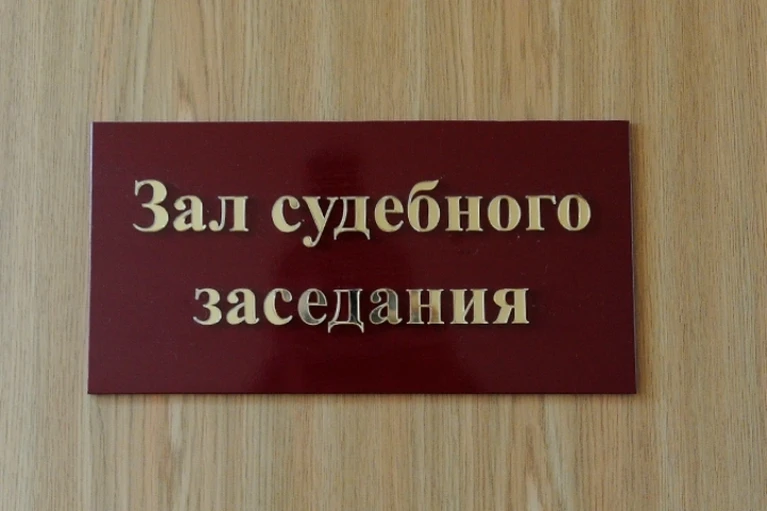 Зал судебного
заседания